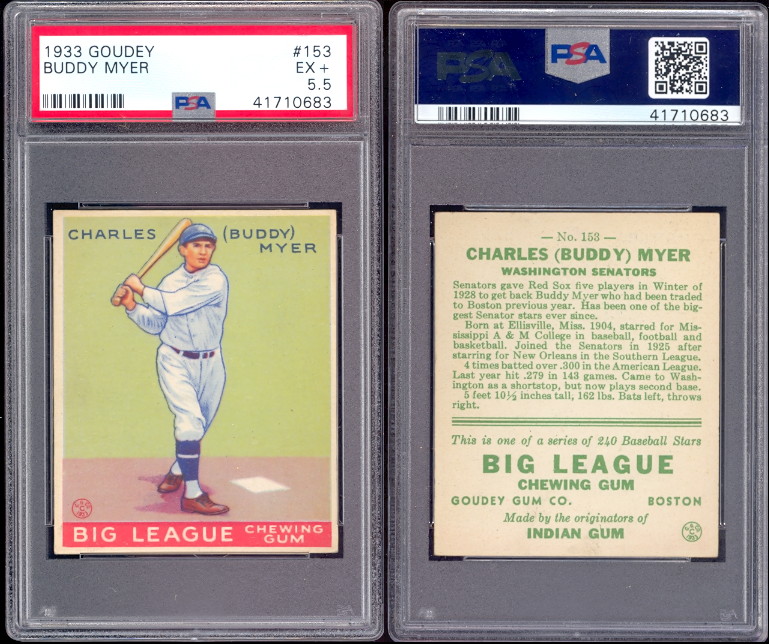 1933 GOUDEY #153
BUDDY MYER EX +
5.5
PSA 41710683
CHARLES (BUDDY)
MYER
BIG LEAGUE CHEWING
GUM
PSA PSA
41710683
— No. 153 —
CHARLES (BUDDY) MYER
WASHINGTON SENATORS
Senators gave Red Sox five players in Winter of
1928 to get back Buddy Myer who had been traded
to Boston previous year. Has been one of the big-
gest Senator stars ever since.
Born at Ellisville, Miss. 1904, starred for Mis-
sissippi A & M College in baseball, football and
basketball. Joined the Senators in 1925 after
starring for New Orleans in the Southern League.
4 times batted over .300 in the American League.
Last year hit .279 in 143 games. Came to Wash-
ington as a shortstop, but now plays second base.
5 feet 10½ inches tall, 162 lbs. Bats left, throws
right.
This is one of a series of 240 Baseball Stars
BIG LEAGUE
CHEWING GUM
GOUDEY GUM CO. BOSTON
Made by the originators of
INDIAN GUM